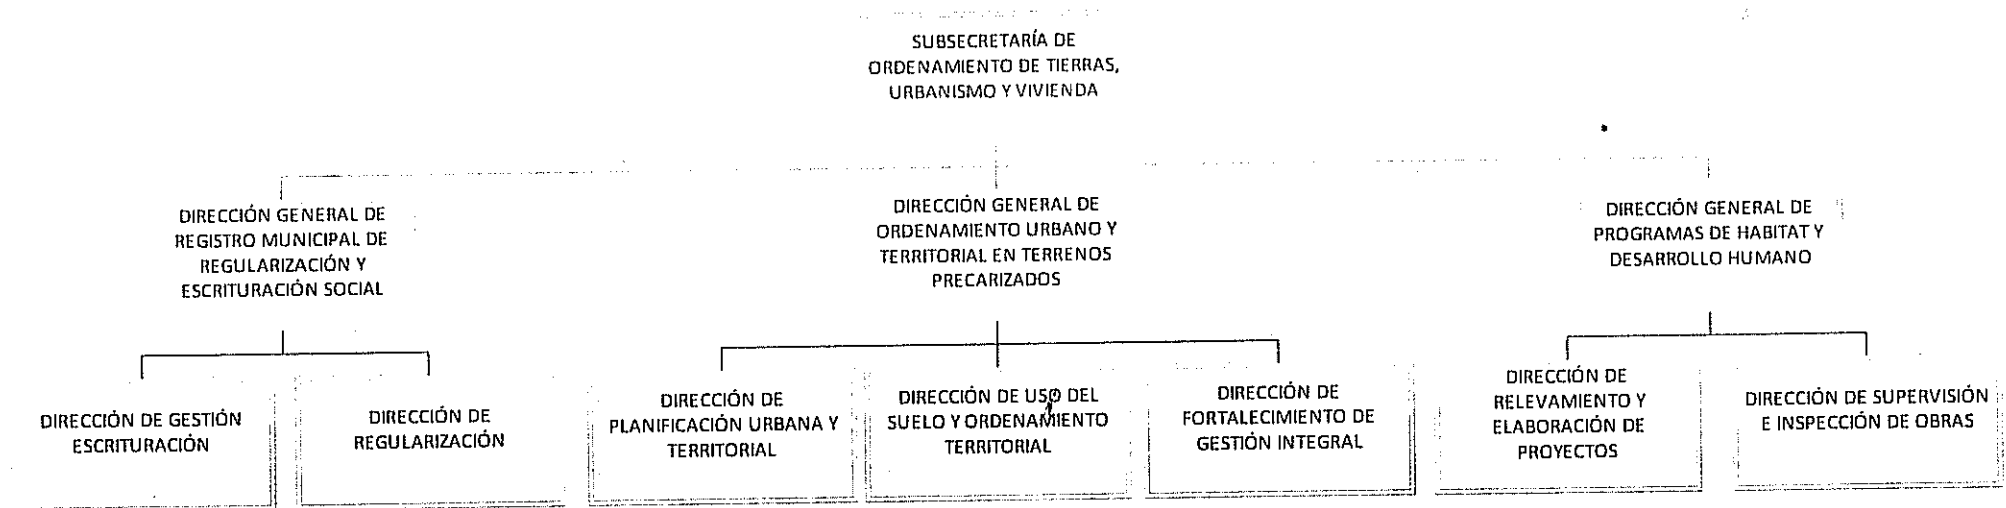 SUBSECRETARÍA DE
ORDENAMIENTO DE TIERRAS,
URBANISMO Y VIVIENDA
DIRECCIÓN GENERAL DE
REGISTRO MUNICIPAL DE
REGULARIZACIÓN Y
ESCRITURACIÓN SOCIAL
DIRECCIÓN GENERAL DE
ORDENAMIENTO URBANO Y
TERRITORIAL EN TERRENOS
PRECARIZADOS
DIRECCIÓN GENERAL DE
PROGRAMAS DE HABITAT Y
DESARROLLO HUMANO
DIRECCIÓN DE GESTIÓN
ESCRITURACIÓN
DIRECCIÓN DE
REGULARIZACIÓN
DIRECCIÓN DE
PLANIFICACIÓN URBANA Y
TERRITORIAL
DIRECCIÓN DE USO DEL
SUELO Y ORDENAMIENTO
TERRITORIAL
DIRECCIÓN DE
FORTALECIMIENTO DE
GESTIÓN INTEGRAL
DIRECCIÓN DE
RELEVAMIENTO Y
ELABORACIÓN DE
PROYECTOS
DIRECCIÓN DE SUPERVISIÓN
E INSPECCIÓN DE OBRAS